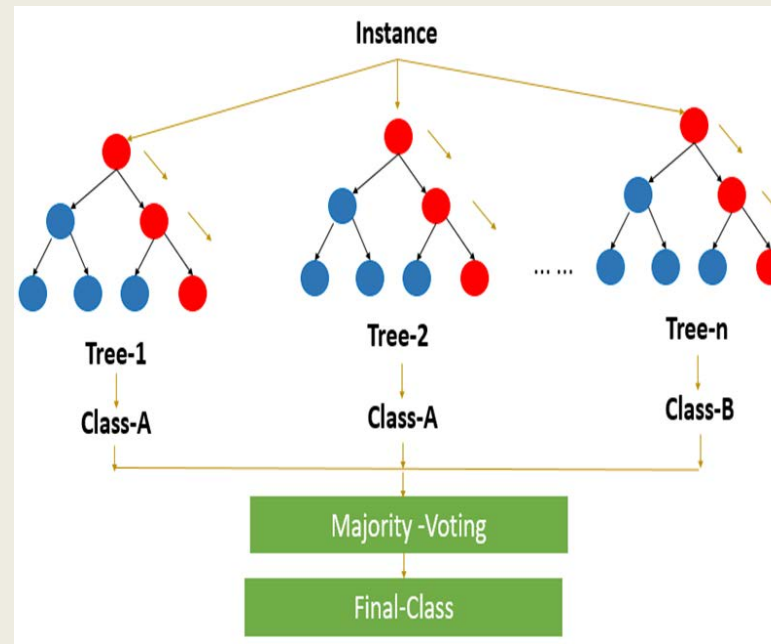 Instance
... ...
Tree-1
Tree-2
Tree-n
Class-A
Class-A
Class-B
Majority -Voting
Final-Class